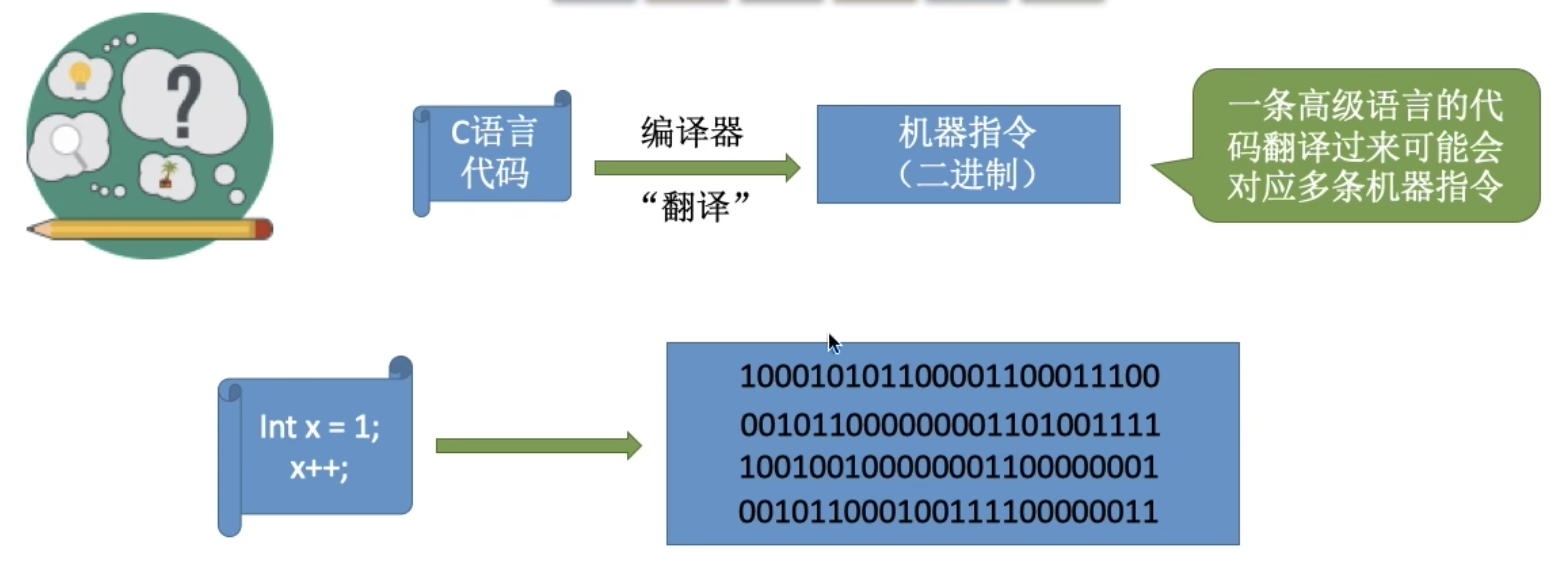 ?
C语言
代码
编译器
“翻译”
机器指令
（二进制）
一条高级语言的代
码翻译过来可能会
对应多条机器指令
Int x = 1;
x++;
100010101100001100011100
001011000000001101001111
100100100000001100000001
001011000100111100000011